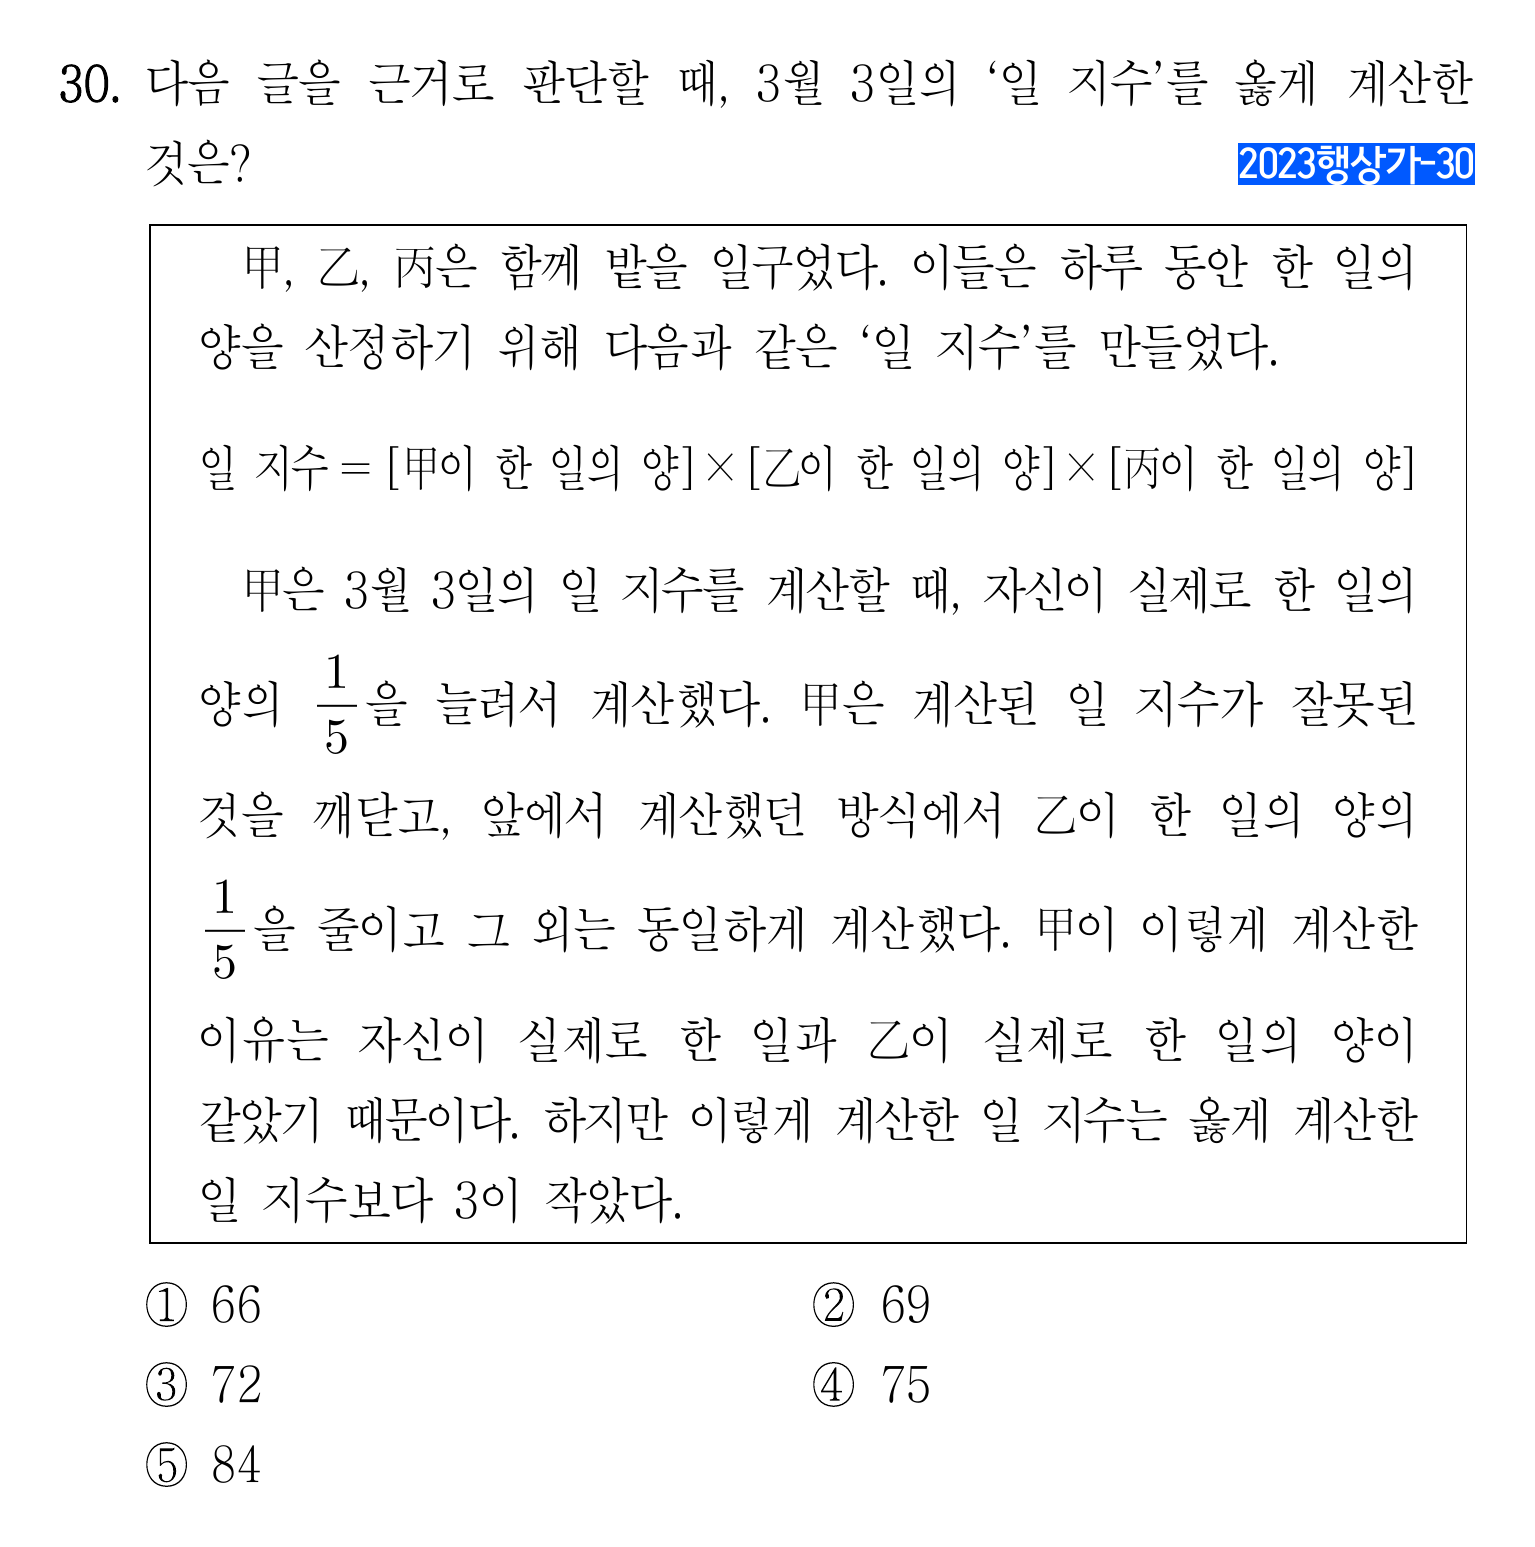 30. 다음 글을 근거로 판단할 때, 3월 3일의 ‘일 지수’를 옳게 계산한
것은?
2023행상가-30
甲, 乙, 丙은 함께 밭을 일구었다. 이들은 하루 동안 한 일의
양을 산정하기 위해 다음과 같은 ‘일 지수’를 만들었다.
일 지수 = [甲이 한 일의 양]×[乙이 한 일의 양]×[丙이 한 일의 양]
甲은 3월 3일의 일 지수를 계산할 때, 자신이 실제로 한 일의
양의 1/5을 늘려서 계산했다. 甲은 계산된 일 지수가 잘못된
것을 깨닫고, 앞에서 계산했던 방식에서 乙이 한 일의 양의
1/5을 줄이고 그 외는 동일하게 계산했다. 甲이 이렇게 계산한
이유는 자신이 실제로 한 일과 乙이 실제로 한 일의 양이
같았기 때문이다. 하지만 이렇게 계산한 일 지수는 옳게 계산한
일 지수보다 3이 작았다.
① 66 ② 69
③ 72 ④ 75
⑤ 84